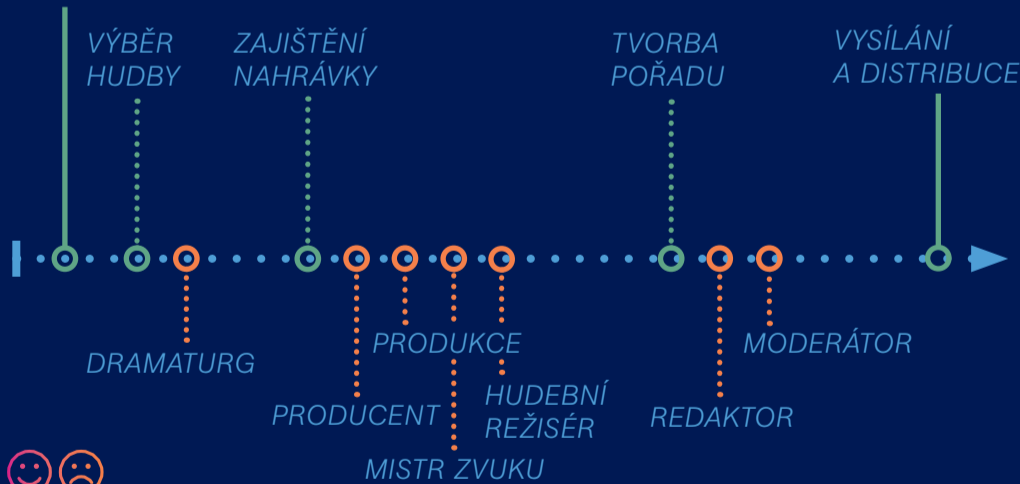 VÝBĚR
HUDBY
ZAJIŠTĚNÍ
NAHRÁVKY
TVORBA
POŘADU
VYSÍLÁNÍ
A DISTRIBUCE
DRAMATURG
PRODUCENT
PRODUKCE
MISTR ZVUKU
HUDEBNÍ
REŽISÉR
REDAKTOR
MODERÁTOR